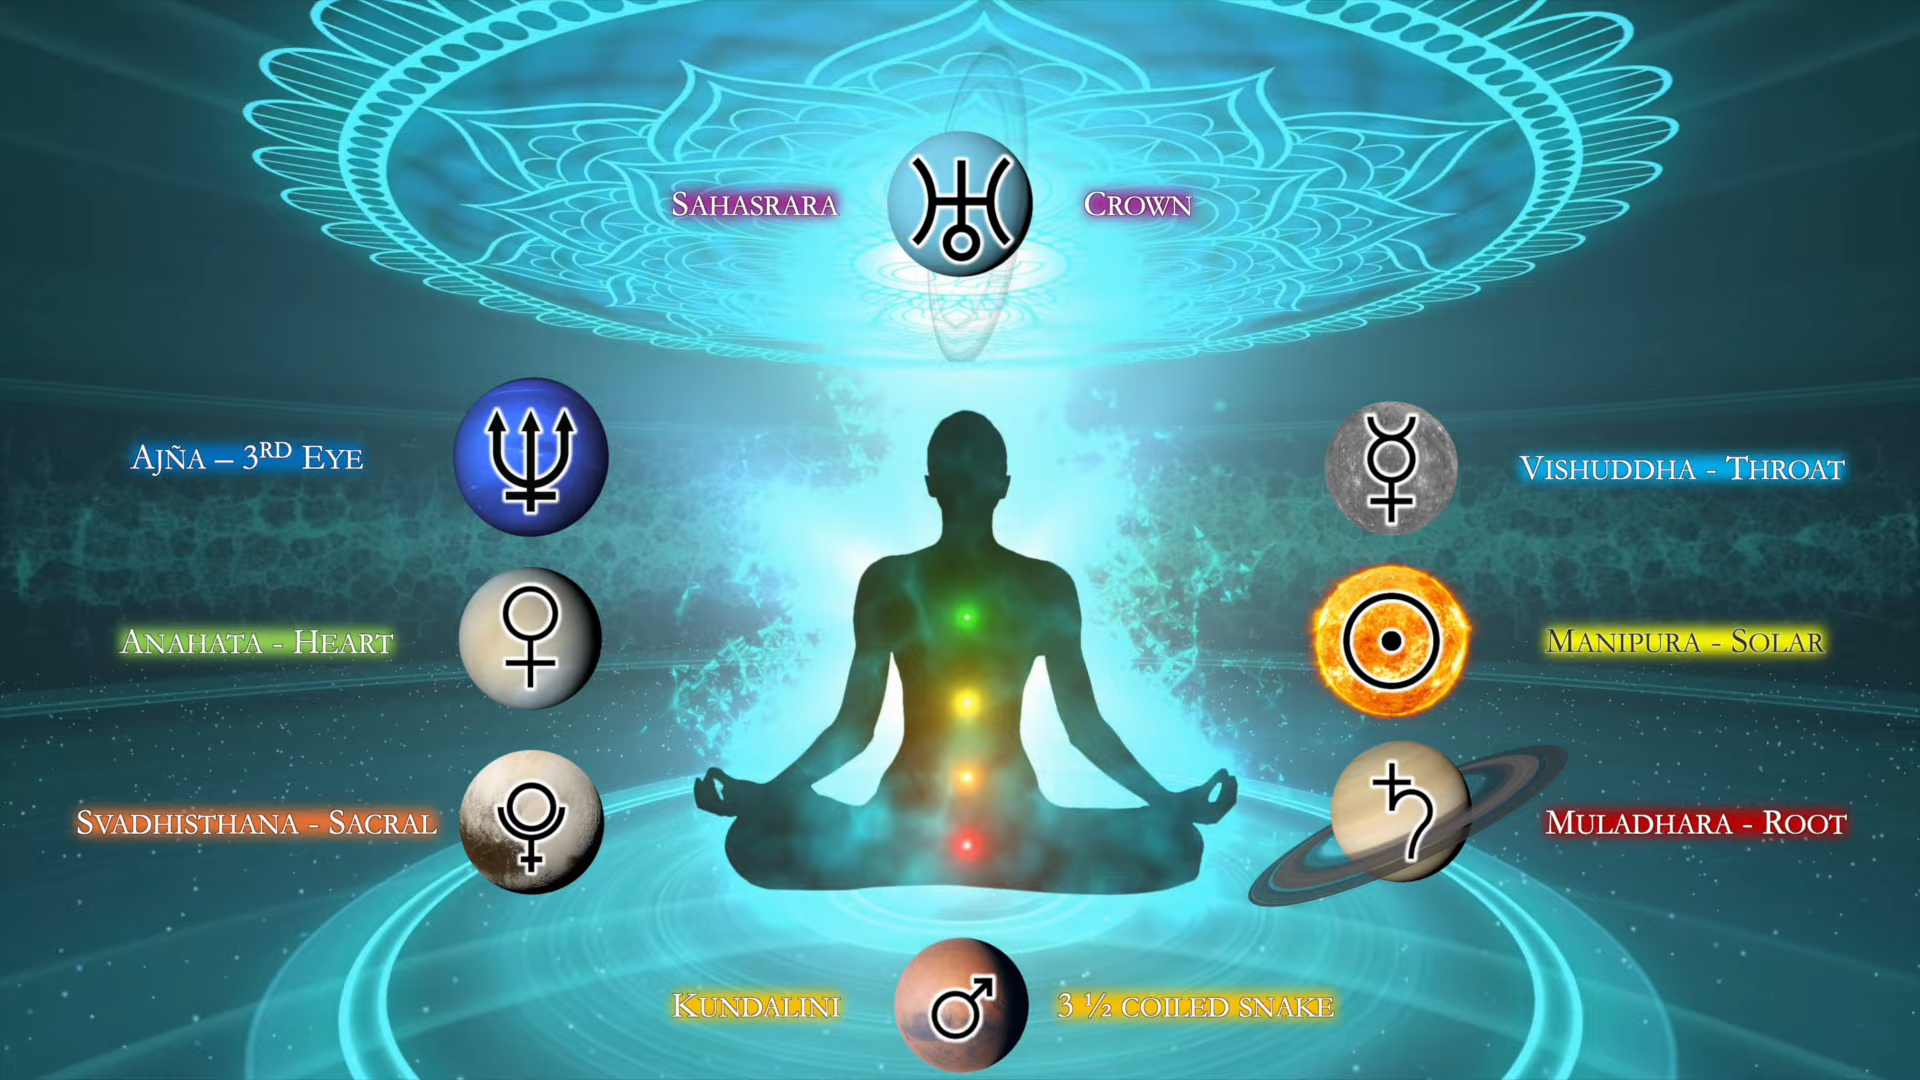 Sahasrara
Crown
Ajña – 3RD Eye
Vishuddha - Throat
Anahata - Heart
Manipura - Solar
Svadhisthana - Sacral
Muladhara - Root
Kundalini
3 ½ coiled snake